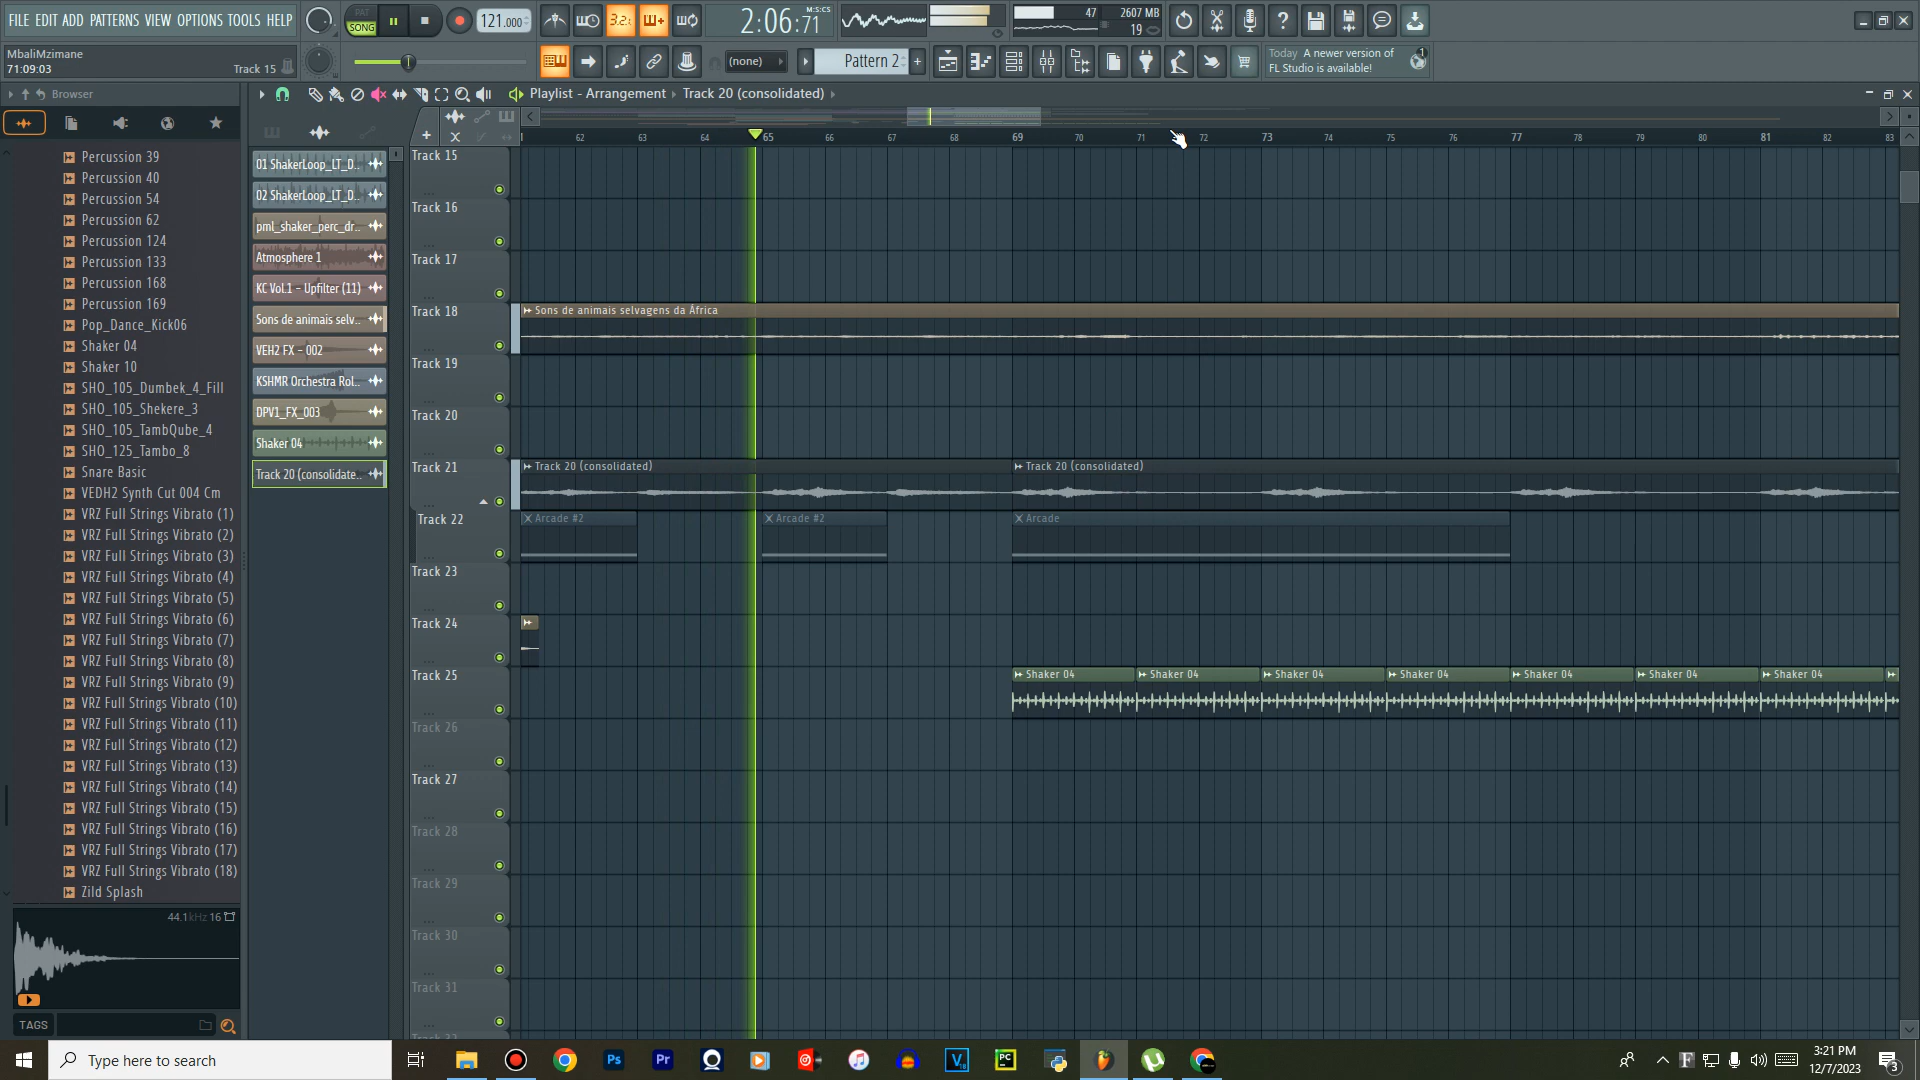 FILE EDIT ADD PATTERNS VIEW OPTIONS TOOLS HELP
PAT
SONG
121.000
3.2.
2:06:71
M:S:CS
47
2607 MB
19
MbaliMzimane
71:09:03
Track 15
(none)
Pattern 2
Today A newer version of
FL Studio is available!
1
Browser
Playlist - Arrangement
Track 20 (consolidated)
Percussion 39
Percussion 40
Percussion 54
Percussion 62
Percussion 124
Percussion 133
Percussion 168
Percussion 169
Pop_Dance_Kick06
Shaker 04
Shaker 10
SHO_105_Dumbek_4_Fill
SHO_105_Shekere_3
SHO_105_TambQube_4
SHO_125_Tambo_8
Snare Basic
VEDH2 Synth Cut 004 Cm
VRZ Full Strings Vibrato (1)
VRZ Full Strings Vibrato (2)
VRZ Full Strings Vibrato (3)
VRZ Full Strings Vibrato (4)
VRZ Full Strings Vibrato (5)
VRZ Full Strings Vibrato (6)
VRZ Full Strings Vibrato (7)
VRZ Full Strings Vibrato (8)
VRZ Full Strings Vibrato (9)
VRZ Full Strings Vibrato (10)
VRZ Full Strings Vibrato (11)
VRZ Full Strings Vibrato (12)
VRZ Full Strings Vibrato (13)
VRZ Full Strings Vibrato (14)
VRZ Full Strings Vibrato (15)
VRZ Full Strings Vibrato (16)
VRZ Full Strings Vibrato (17)
VRZ Full Strings Vibrato (18)
Zild Splash
44.1kHz 16
TAGS
01 ShakerLoop_LT_D..
02 ShakerLoop_LT_D..
pml_shaker_perc_dr..
Atmosphere 1
KC Vol.1 - Upfilter (11)
Sons de animais selv..
VEH2 FX - 002
KSHMR Orchestra Rol..
DPV1_FX_003
Shaker 04
Track 20 (consolidate..
62 63 64 65 66 67 68 69 70 71 72 73 74 75 76 77 78 79 80 81 82 83
Track 15
Track 16
Track 17
Track 18
Sons de animais selvagens da África
Track 19
Track 20
Track 21
Track 20 (consolidated)
Track 20 (consolidated)
Track 22
Arcade #2
Arcade #2
Arcade
Track 23
Track 24
Track 25
Shaker 04
Shaker 04
Shaker 04
Shaker 04
Shaker 04
Shaker 04
Shaker 04
Track 26
Track 27
Track 28
Track 29
Track 30
Track 31
Type here to search
Ps
Pr
V
18
PC
F
3:21 PM
12/7/2023
3